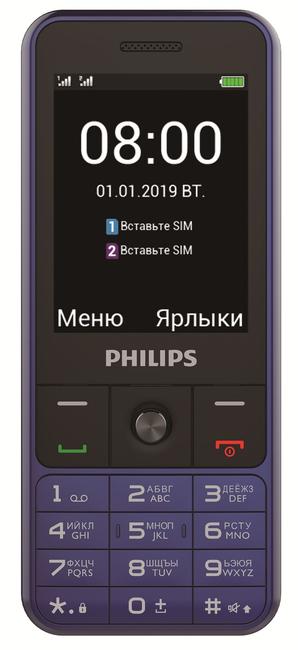 08:00
01.01.2019 ВТ.
1 Вставьте SIM
2 Вставьте SIM
Меню Ярлыки
PHILIPS
1 2 АБВГ ABC 3 ДЕЁЖЗ DEF
4 ИЙКЛ GHI 5 МНОП JKL 6 РСТУ MNO
7 ФХЦЧ PQRS 8 ШЩЪЫ TUV 9 ЬЭЮЯ WXYZ
*. 0 ± #